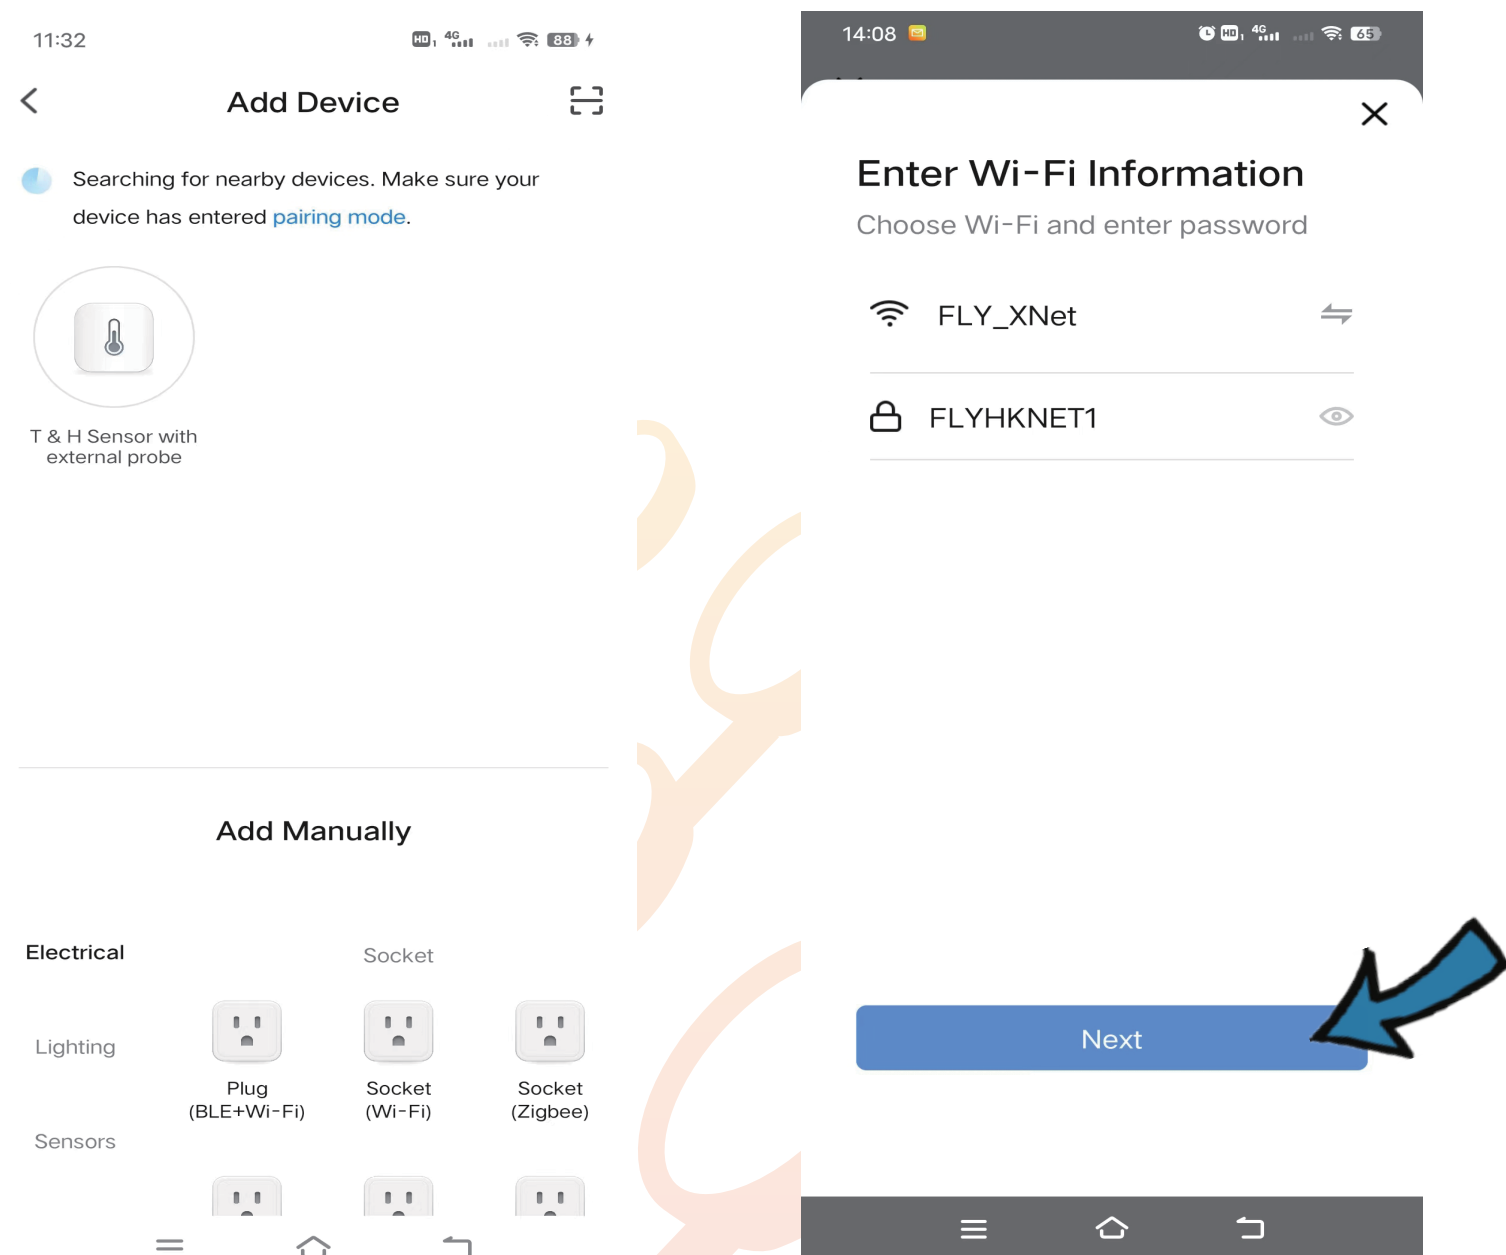 11:32
HD 1 4G 88
Add Device
Searching for nearby devices. Make sure your
device has entered pairing mode.
T & H Sensor with
external probe
Add Manually
Electrical
Socket
Lighting
Plug
(BLE+Wi-Fi)
Socket
(Wi-Fi)
Socket
(Zigbee)
Sensors
14:08
HD 1 4G 65
Enter Wi-Fi Information
Choose Wi-Fi and enter password
FLY_XNet
FLYHKNET1
Next